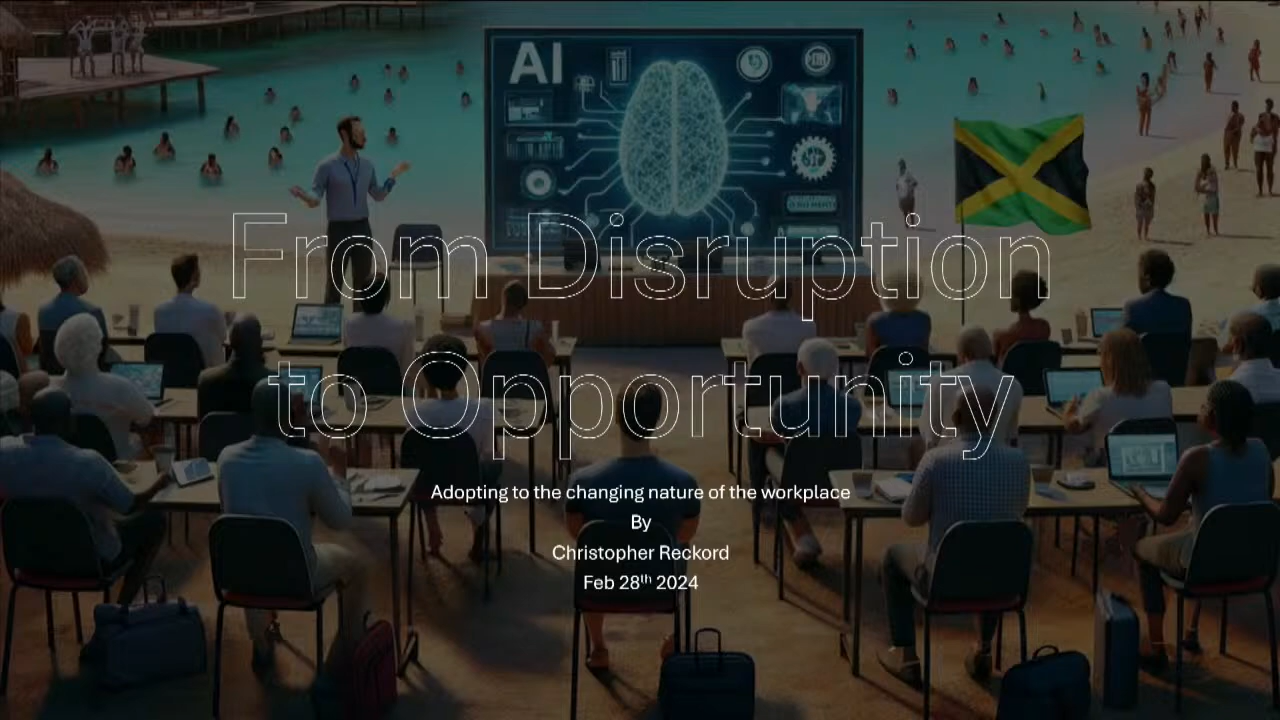 AI
From Disruption
to Opportunity
Adopting to the changing nature of the workplace
By
Christopher Reckord
Feb 28th 2024